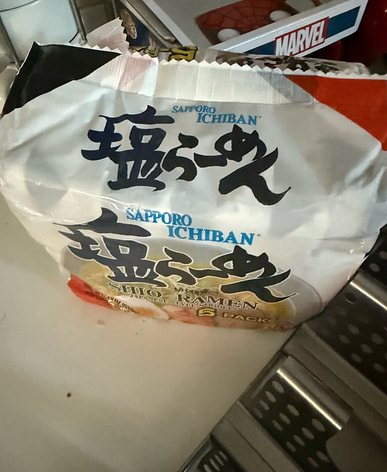 MARVEL
SAPPORO
ICHIBAN
塩らーめん
SAPPORO
ICHIBAN
塩らーめん
SHIO RAMEN
5 PACK